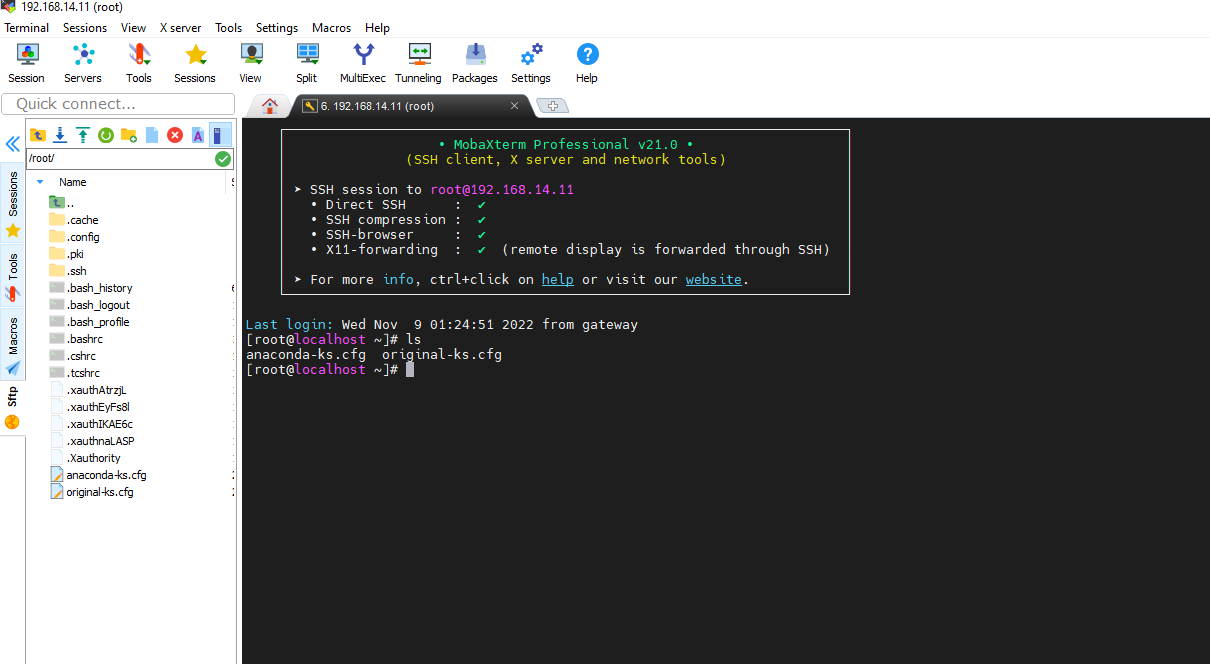 192.168.14.11 (root)
Terminal Sessions View X server Tools Settings Macros Help
Session Servers Tools Sessions View Split MultiExec Tunneling Packages Settings Help
Quick connect...
6. 192.168.14.11 (root)
/root/
Name
Sessions
Tools
Macros
Sftp
..
.cache
.config
.pki
.ssh
.bash_history
.bash_logout
.bash_profile
.bashrc
.cshrc
.tcshrc
.xauthAtrzjL
.xauthEyFs8l
.xauthIKAE6c
.xauthnaLASP
.Xauthority
anaconda-ks.cfg
original-ks.cfg
• MobaXterm Professional v21.0 •
(SSH client, X server and network tools)
➤ SSH session to root@192.168.14.11
• Direct SSH : ✔
• SSH compression : ✔
• SSH-browser : ✔
• X11-forwarding : ✔ (remote display is forwarded through SSH)
➤ For more info, ctrl+click on help or visit our website.
Last login: Wed Nov  9 01:24:51 2022 from gateway
[root@localhost ~]# ls
anaconda-ks.cfg  original-ks.cfg
[root@localhost ~]#